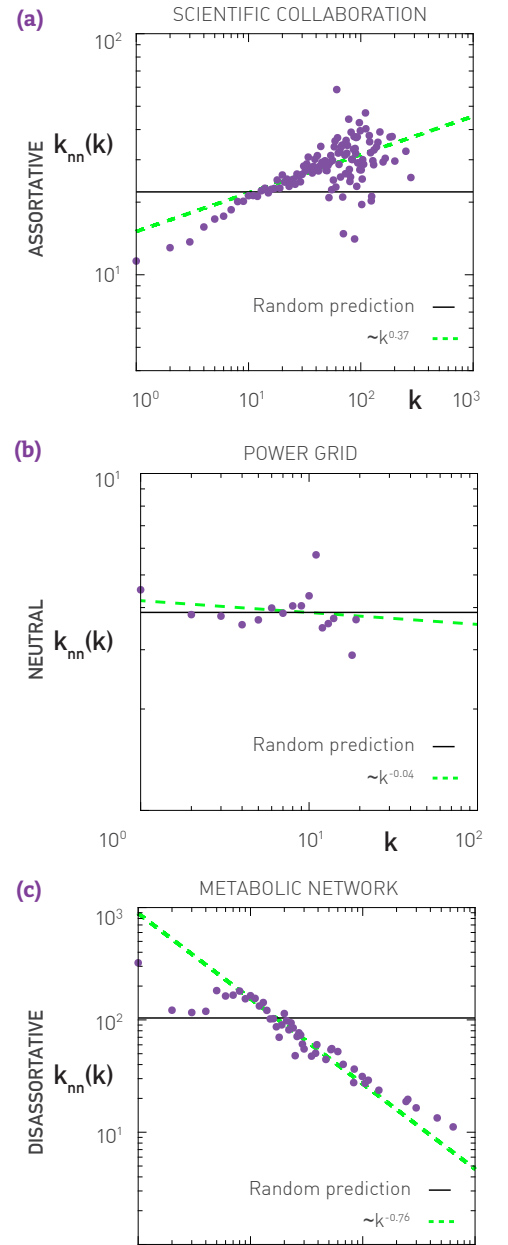 (a)
SCIENTIFIC COLLABORATION
10²
ASSORTATIVE
kₙₙ(k)
10¹
Random prediction
~k⁰·³⁷
10⁰ 10¹ 10² 10³
k
(b)
POWER GRID
10¹
NEUTRAL
kₙₙ(k)
Random prediction
~k⁻⁰·⁰⁴
10⁰ 10¹ 10²
k
(c)
METABOLIC NETWORK
10³
10²
DISASSORTATIVE
kₙₙ(k)
10¹
Random prediction
~k⁻⁰·⁷⁶